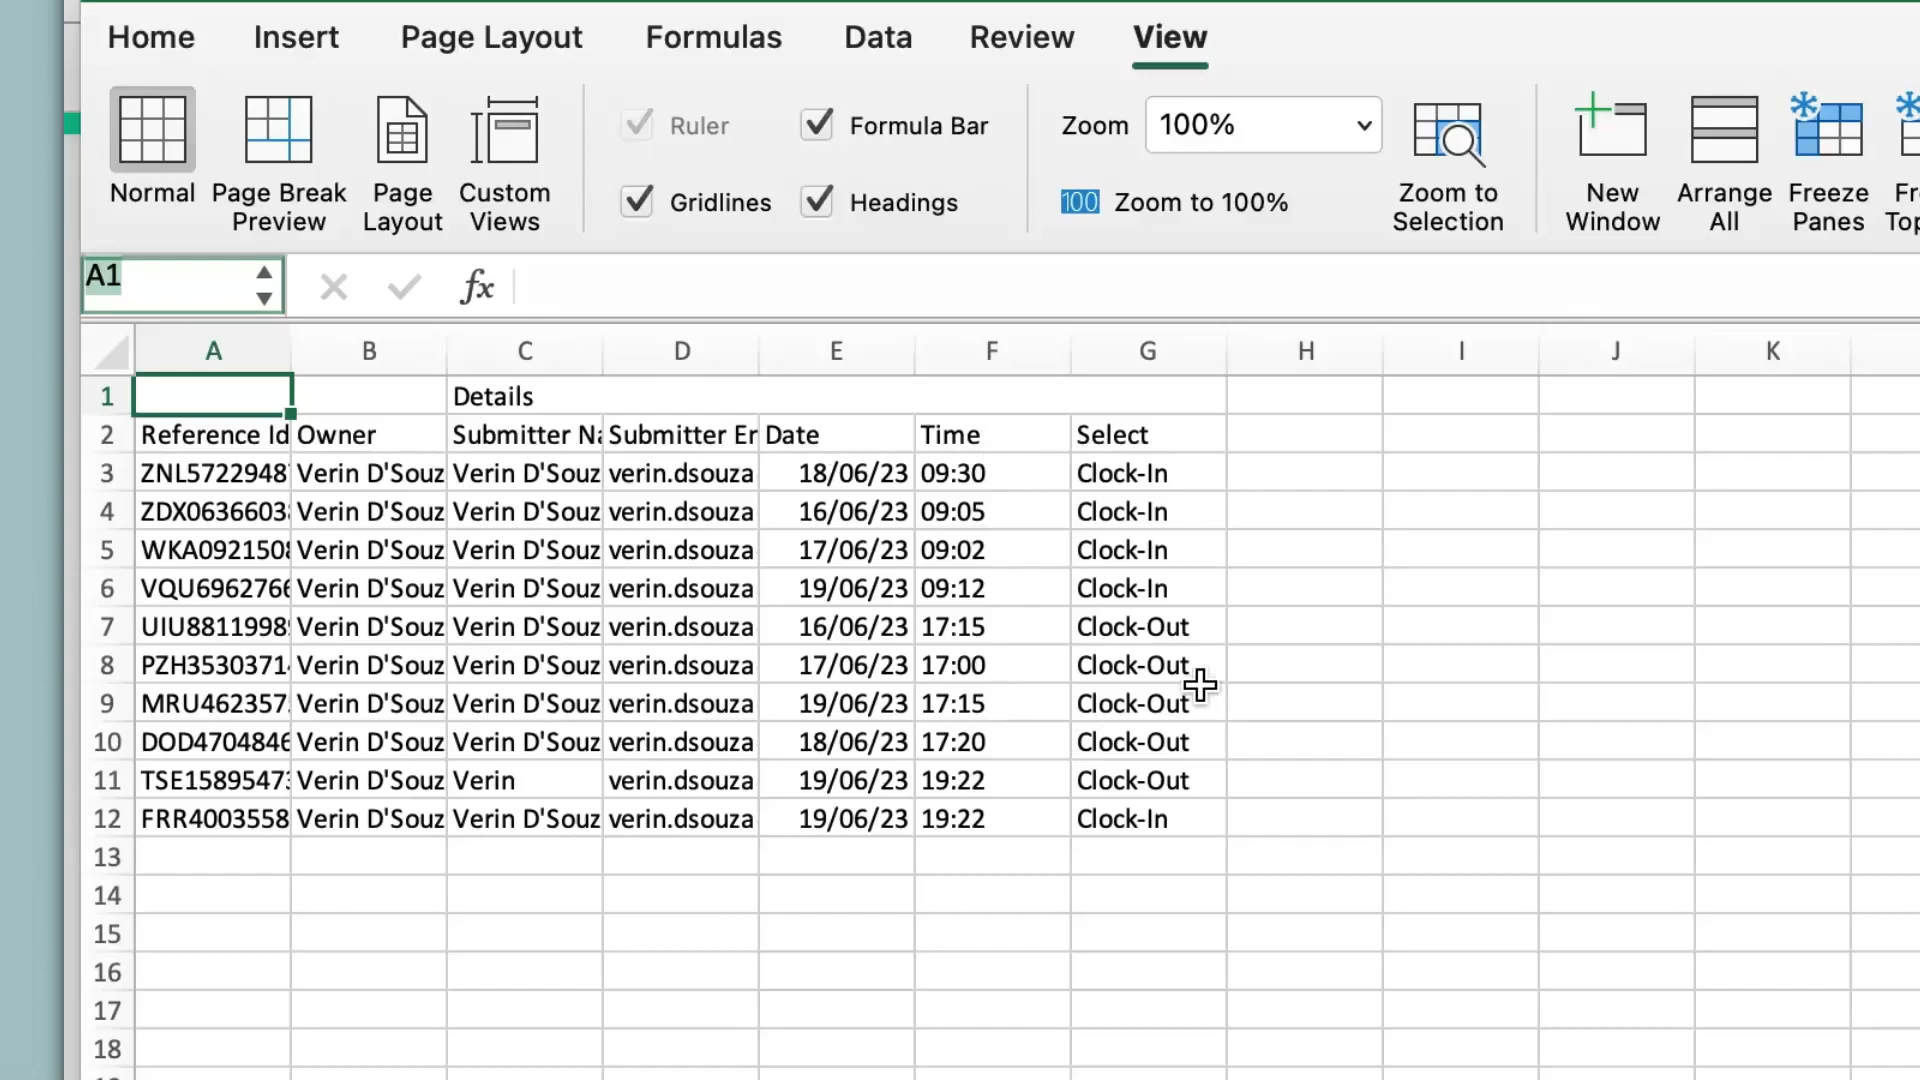 Home Insert Page Layout Formulas Data Review View
Ruler Formula Bar Zoom 100%
Normal Page Break Preview Page Layout Custom Views Gridlines Headings 100 Zoom to 100% Zoom to Selection New Window Arrange All Freeze Panes
A1 fx
A B C D E F G H I J K
1 Details
2 Reference Id Owner Submitter Na Submitter Er Date Time Select
3 ZNL5722948 Verin D'Souz Verin D'Souz verin.dsouza 18/06/23 09:30 Clock-In
4 ZDX0636603 Verin D'Souz Verin D'Souz verin.dsouza 16/06/23 09:05 Clock-In
5 WKA092150 Verin D'Souz Verin D'Souz verin.dsouza 17/06/23 09:02 Clock-In
6 VQU6962766 Verin D'Souz Verin D'Souz verin.dsouza 19/06/23 09:12 Clock-In
7 UIU8811998 Verin D'Souz Verin D'Souz verin.dsouza 16/06/23 17:15 Clock-Out
8 PZH3530371 Verin D'Souz Verin D'Souz verin.dsouza 17/06/23 17:00 Clock-Out
9 MRU462357 Verin D'Souz Verin D'Souz verin.dsouza 19/06/23 17:15 Clock-Out
10 DOD4704846 Verin D'Souz Verin D'Souz verin.dsouza 18/06/23 17:20 Clock-Out
11 TSE1589547 Verin D'Souz Verin verin.dsouza 19/06/23 19:22 Clock-Out
12 FRR4003558 Verin D'Souz Verin D'Souz verin.dsouza 19/06/23 19:22 Clock-In
13
14
15
16
17
18